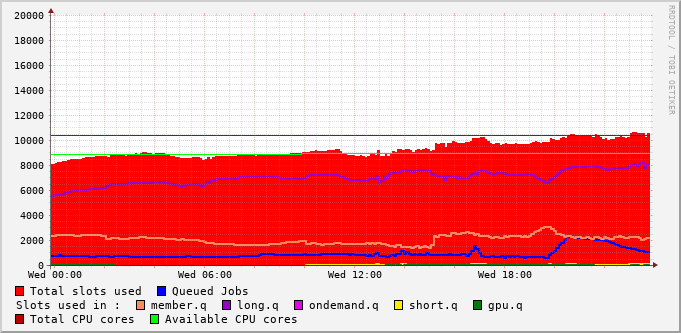 20000
18000
16000
14000
12000
10000
8000
6000
4000
2000
0
Wed 00:00 Wed 06:00 Wed 12:00 Wed 18:00
Total slots used Queued Jobs
Slots used in : member.q long.q ondemand.q short.q gpu.q
Total CPU cores Available CPU cores
RRDTOOL / TOBI OETIKER